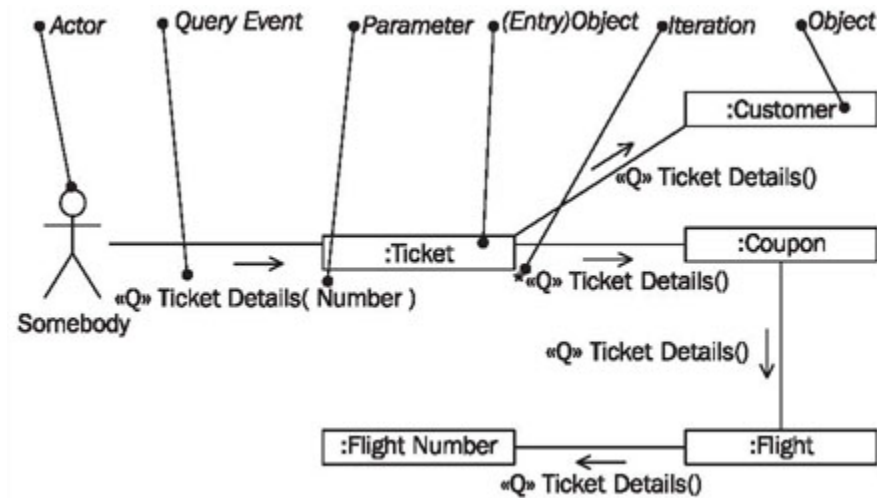 Actor
Query Event
Parameter
(Entry)Object
Iteration
Object
:Customer
«Q» Ticket Details()
:Ticket
:Coupon
«Q» Ticket Details( Number )
*«Q» Ticket Details()
Somebody
«Q» Ticket Details()
:Flight Number
:Flight
«Q» Ticket Details()